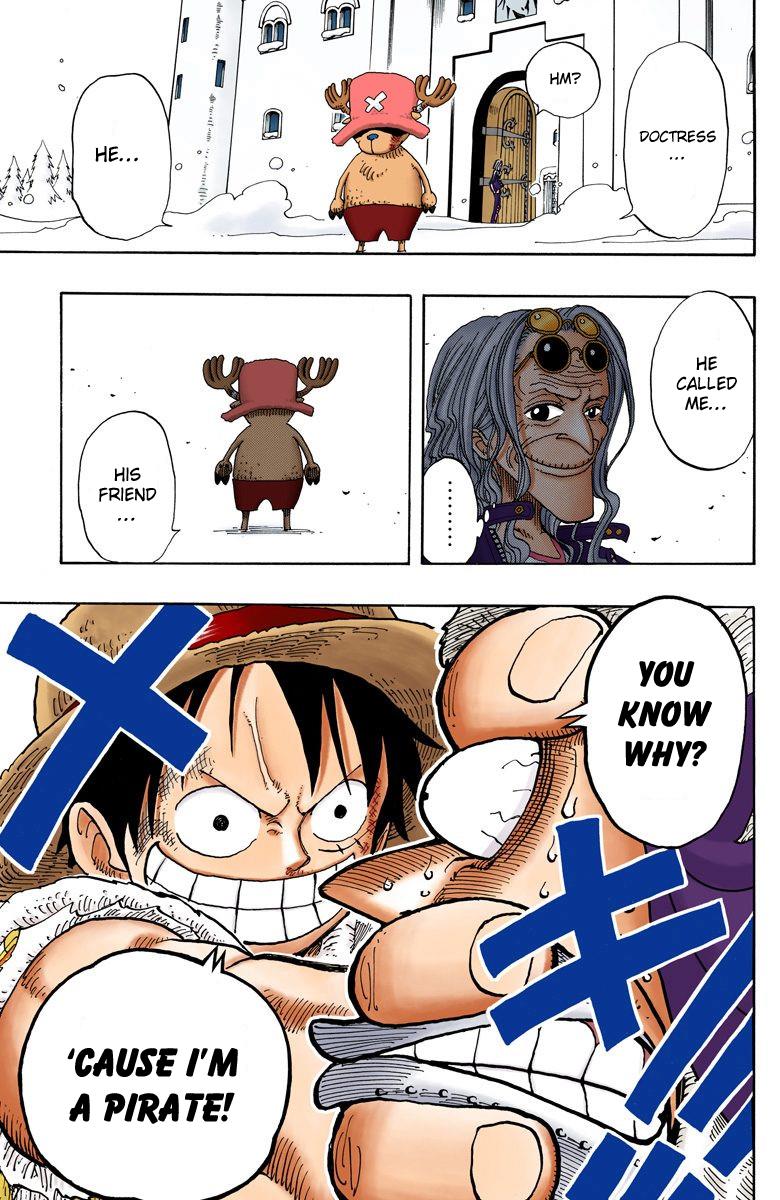 DOCTRESS
...
HM?
HE...
HE
CALLED
ME...
.........
HIS
FRIEND
...
YOU
KNOW
WHY?
'CAUSE I'M
A PIRATE!